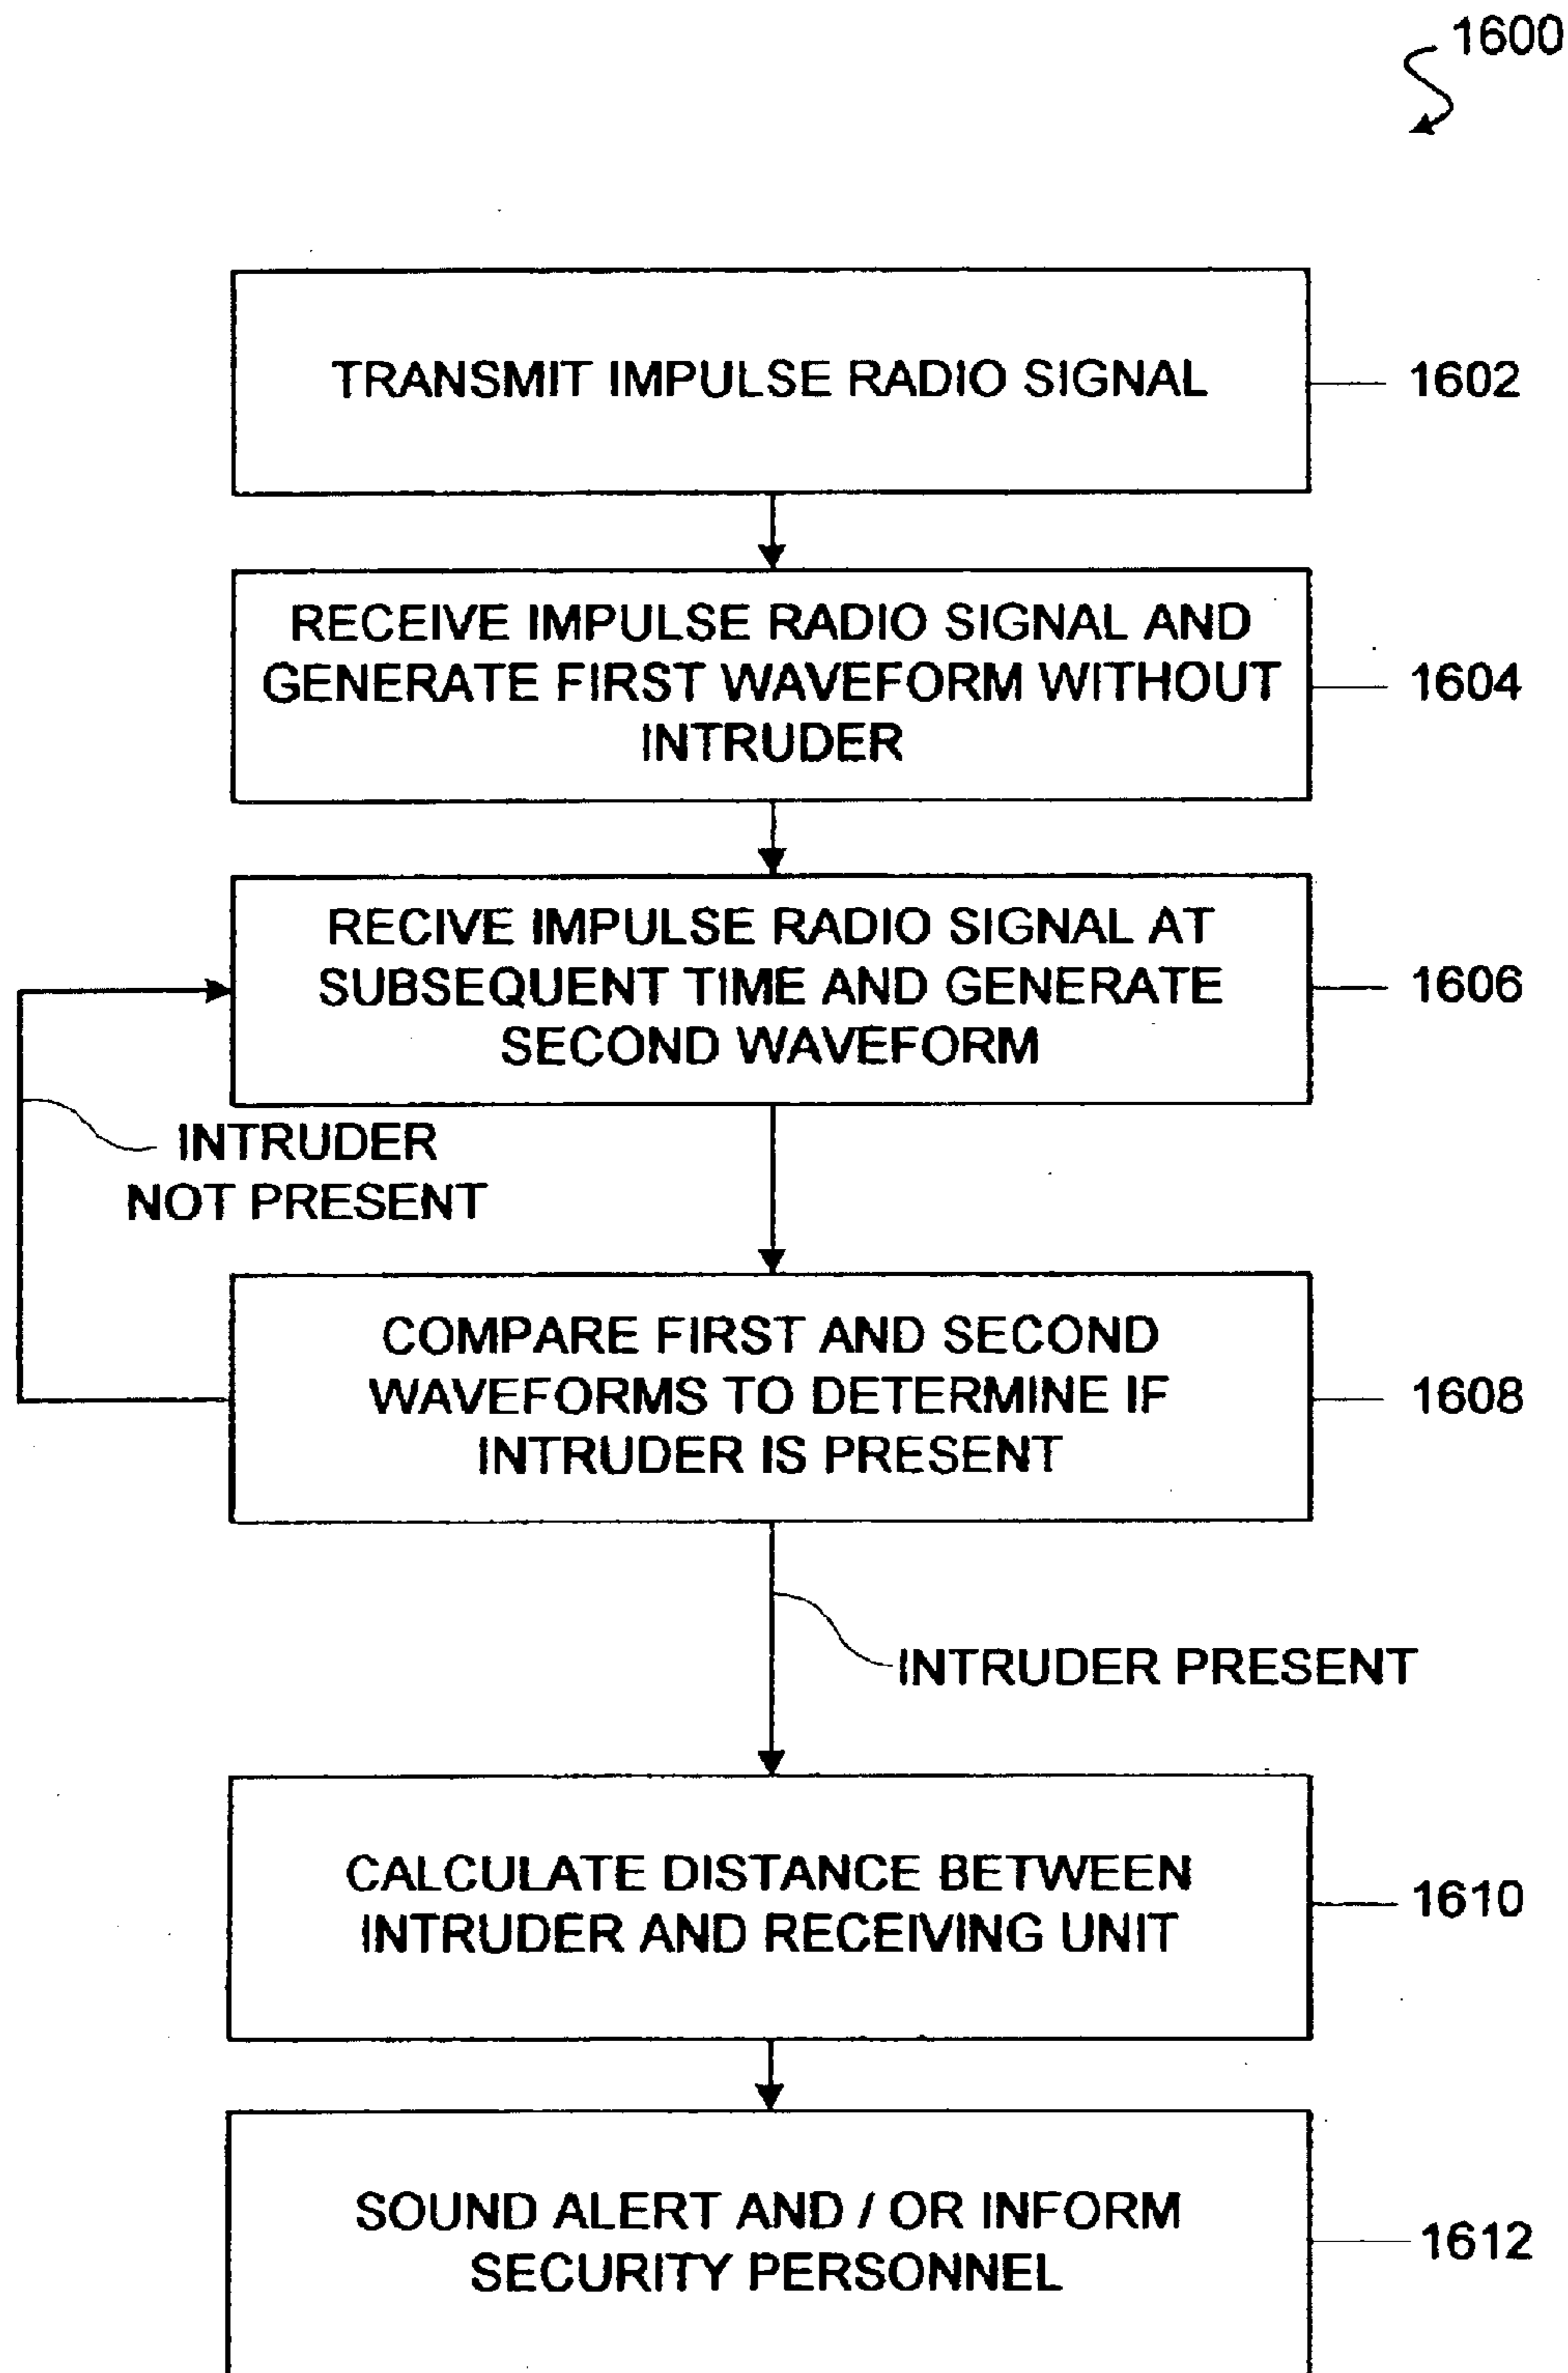 1600
TRANSMIT IMPULSE RADIO SIGNAL
1602
RECEIVE IMPULSE RADIO SIGNAL AND
GENERATE FIRST WAVEFORM WITHOUT
INTRUDER
1604
RECIVE IMPULSE RADIO SIGNAL AT
SUBSEQUENT TIME AND GENERATE
SECOND WAVEFORM
1606
INTRUDER
NOT PRESENT
COMPARE FIRST AND SECOND
WAVEFORMS TO DETERMINE IF
INTRUDER IS PRESENT
1608
INTRUDER PRESENT
CALCULATE DISTANCE BETWEEN
INTRUDER AND RECEIVING UNIT
1610
SOUND ALERT AND / OR INFORM
SECURITY PERSONNEL
1612